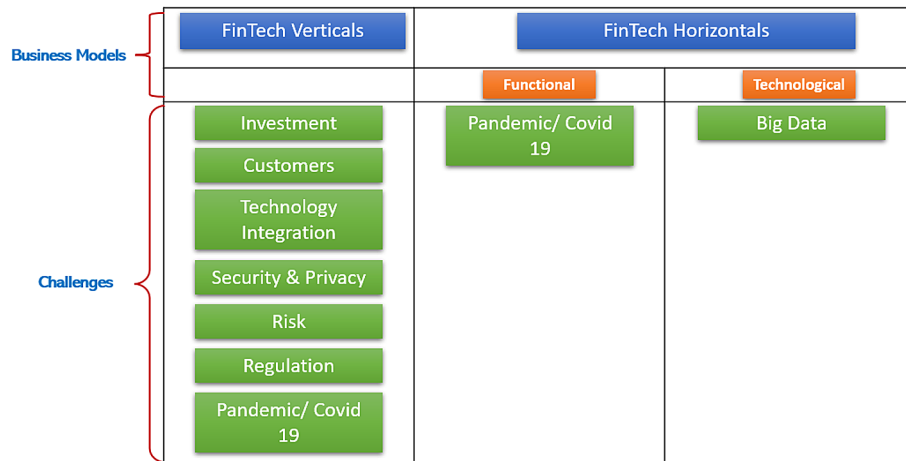 Business Models
FinTech Verticals
FinTech Horizontals
Functional
Technological
Challenges
Investment
Customers
Technology
Integration
Security & Privacy
Risk
Regulation
Pandemic/ Covid
19
Pandemic/ Covid
19
Big Data